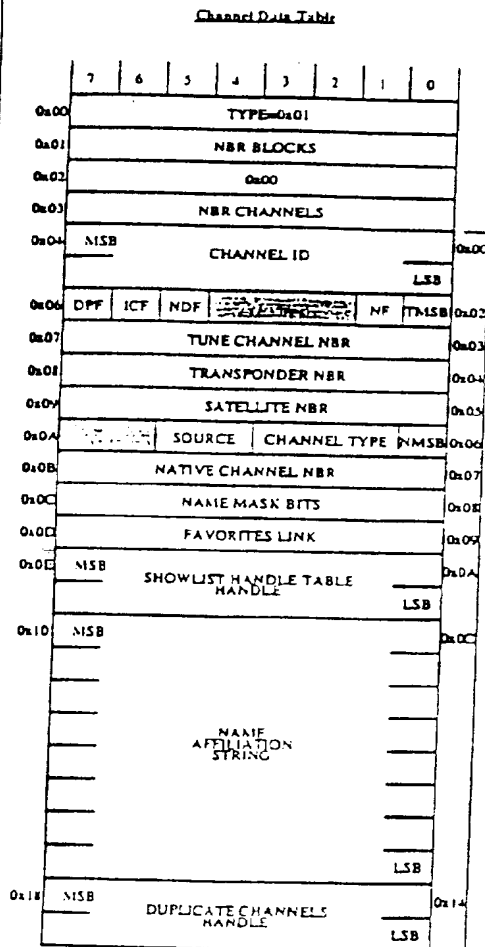 Channel Data Table
7 6 5 4 3 2 1 0
0x00 TYPE=0x01
0x01 NBR BLOCKS
0x02 0x00
0x03 NBR CHANNELS
0x04 MSB CHANNEL ID 0x00
LSB
0x06 DPF ICF NDF NF TMSB 0x02
0x07 TUNE CHANNEL NBR 0x03
0x08 TRANSPONDER NBR 0x04
0x09 SATELLITE NBR 0x05
0x0A SOURCE CHANNEL TYPE NMSB 0x06
0x0B NATIVE CHANNEL NBR 0x07
0x0C NAME MASK BITS 0x08
0x0D FAVORITES LINK 0x09
0x0E MSB SHOWLIST HANDLE TABLE 0x0A
HANDLE LSB
0x10 MSB 0x0C
NAME
AFFILIATION
STRING
LSB
0x18 MSB DUPLICATE CHANNELS 0x14
HANDLE LSB